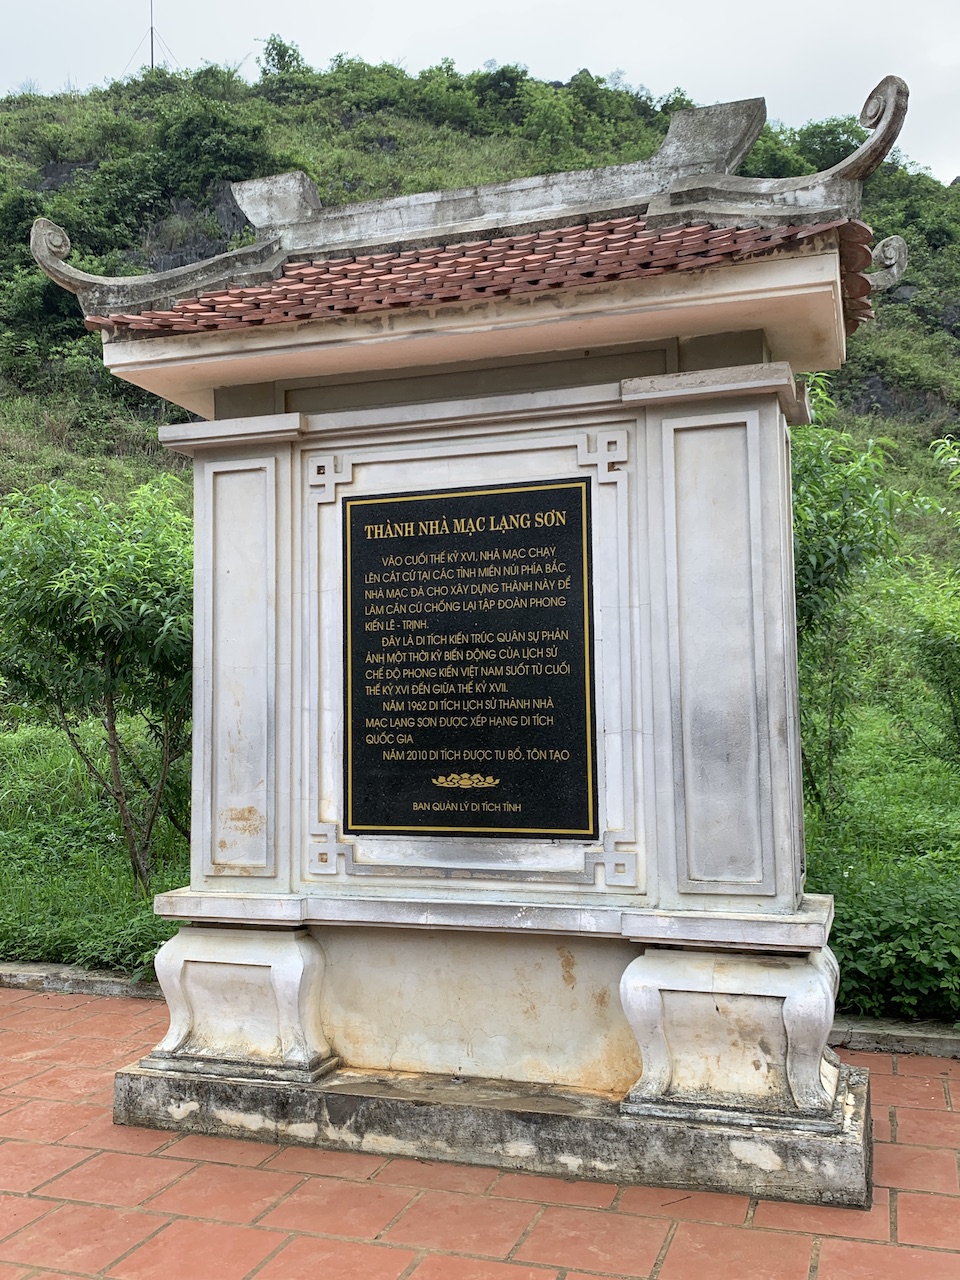 THÀNH NHÀ MẠC LẠNG SƠN
VÀO CUỐI THẾ KỶ XVI, NHÀ MẠC CHẠY
LÊN CÁT CỨ TẠI CÁC TỈNH MIỀN NÚI PHÍA BẮC
NHÀ MẠC ĐÃ CHO XÂY DỰNG THÀNH NÀY ĐỂ
LÀM CĂN CỨ CHỐNG LẠI TẬP ĐOÀN PHONG
KIẾN LÊ - TRỊNH.
ĐÂY LÀ DI TÍCH KIẾN TRÚC QUÂN SỰ PHẢN
ÁNH MỘT THỜI KỲ BIẾN ĐỘNG CỦA LỊCH SỬ
CHẾ ĐỘ PHONG KIẾN VIỆT NAM SUỐT TỪ CUỐI
THẾ KỶ XVI ĐẾN GIỮA THẾ KỶ XVII.
NĂM 1962 DI TÍCH LỊCH SỬ THÀNH NHÀ
MẠC LẠNG SƠN ĐƯỢC XẾP HẠNG DI TÍCH
QUỐC GIA
NĂM 2010 DI TÍCH ĐƯỢC TU BỔ, TÔN TẠO
BAN QUẢN LÝ DI TÍCH TỈNH